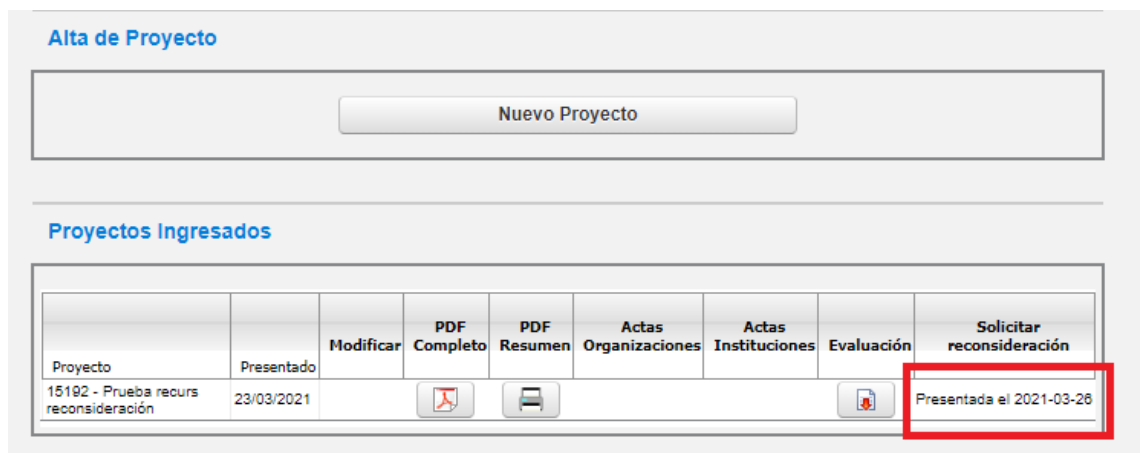 Alta de Proyecto
Nuevo Proyecto
Proyectos Ingresados
Proyecto
Presentado
Modificar
PDF
Completo
PDF
Resumen
Actas
Organizaciones
Actas
Instituciones
Evaluación
Solicitar
reconsideración
15192 - Prueba recurs
reconsideración
23/03/2021
Presentada el 2021-03-26